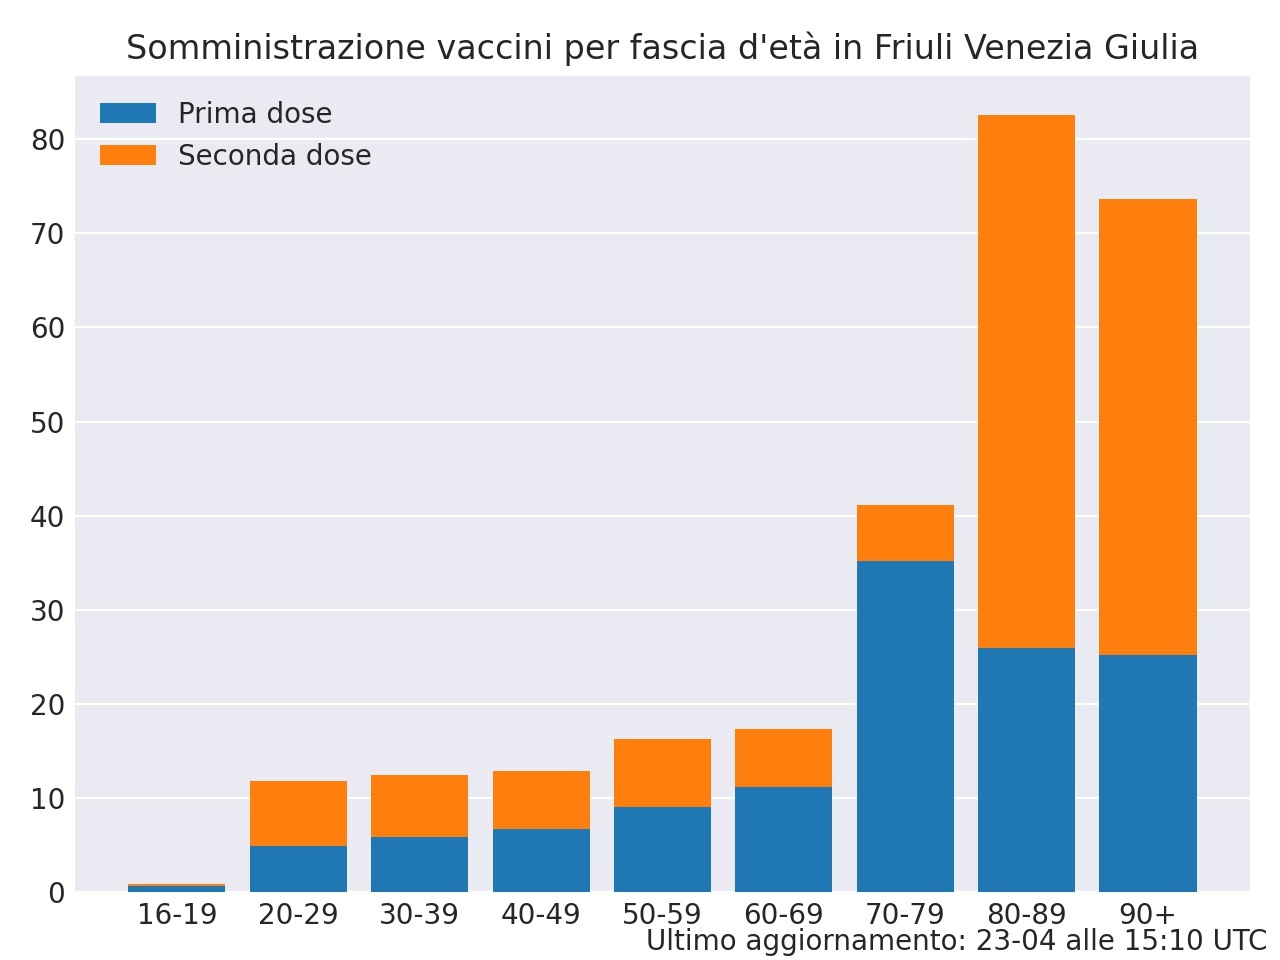 Somministrazione vaccini per fascia d'età in Friuli Venezia Giulia
Prima dose
Seconda dose
80
70
60
50
40
30
20
10
0
16-19 20-29 30-39 40-49 50-59 60-69 70-79 80-89 90+
Ultimo aggiornamento: 23-04 alle 15:10 UTC